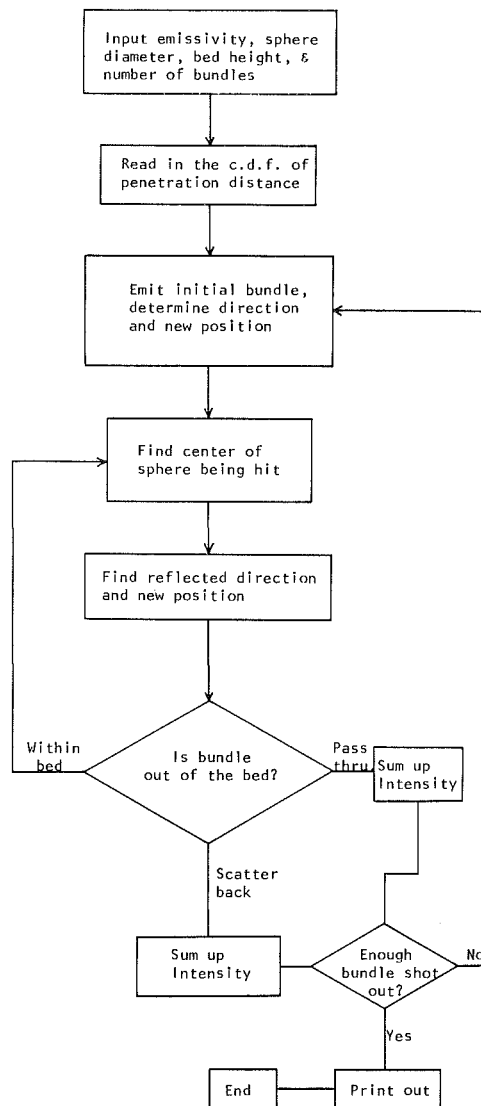 Input emissivity, sphere
diameter, bed height, &
number of bundles
Read in the c.d.f. of
penetration distance
Emit initial bundle,
determine direction
and new position
Find center of
sphere being hit
Find reflected direction
and new position
Within
bed
Is bundle
out of the bed?
Pass
thru
Sum up
Intensity
Scatter
back
Sum up
Intensity
Enough
bundle shot
out?
No
Yes
End
Print out